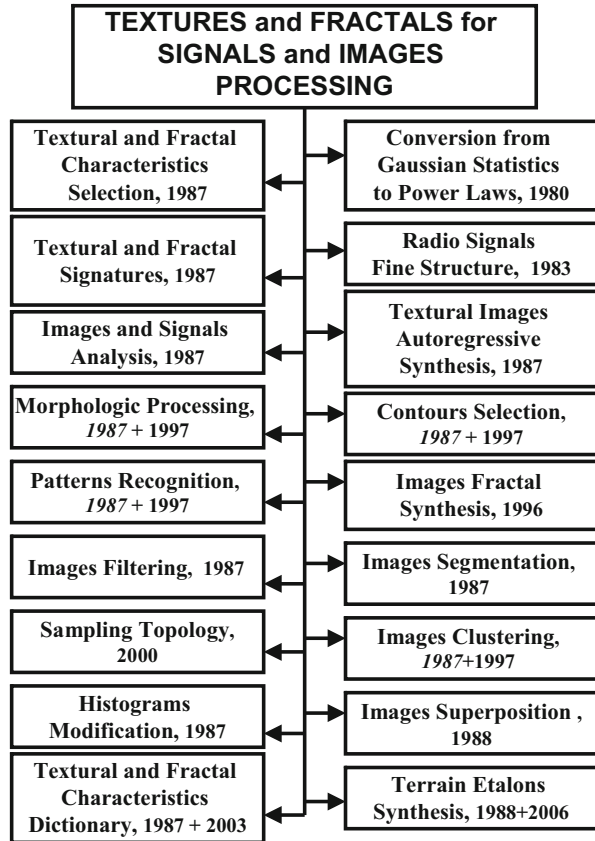 TEXTURES and FRACTALS for
SIGNALS and IMAGES
PROCESSING
Textural and Fractal
Characteristics
Selection, 1987
Textural and Fractal
Signatures, 1987
Images and Signals
Analysis, 1987
Morphologic Processing,
1987 + 1997
Patterns Recognition,
1987 + 1997
Images Filtering, 1987
Sampling Topology,
2000
Histograms
Modification, 1987
Textural and Fractal
Characteristics
Dictionary, 1987 + 2003
Conversion from
Gaussian Statistics
to Power Laws, 1980
Radio Signals
Fine Structure, 1983
Textural Images
Autoregressive
Synthesis, 1987
Contours Selection,
1987 + 1997
Images Fractal
Synthesis, 1996
Images Segmentation,
1987
Images Clustering,
1987+1997
Images Superposition ,
1988
Terrain Etalons
Synthesis, 1988+2006